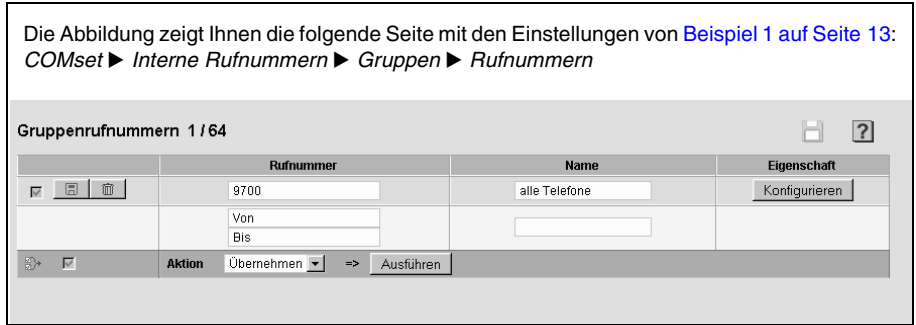 Die Abbildung zeigt Ihnen die folgende Seite mit den Einstellungen von Beispiel 1 auf Seite 13:
COMset ► Interne Rufnummern ► Gruppen ► Rufnummern
Gruppenrufnummern 1 / 64
?
Rufnummer Name Eigenschaft
9700 alle Telefone Konfigurieren
Von
Bis
Aktion Übernehmen => Ausführen